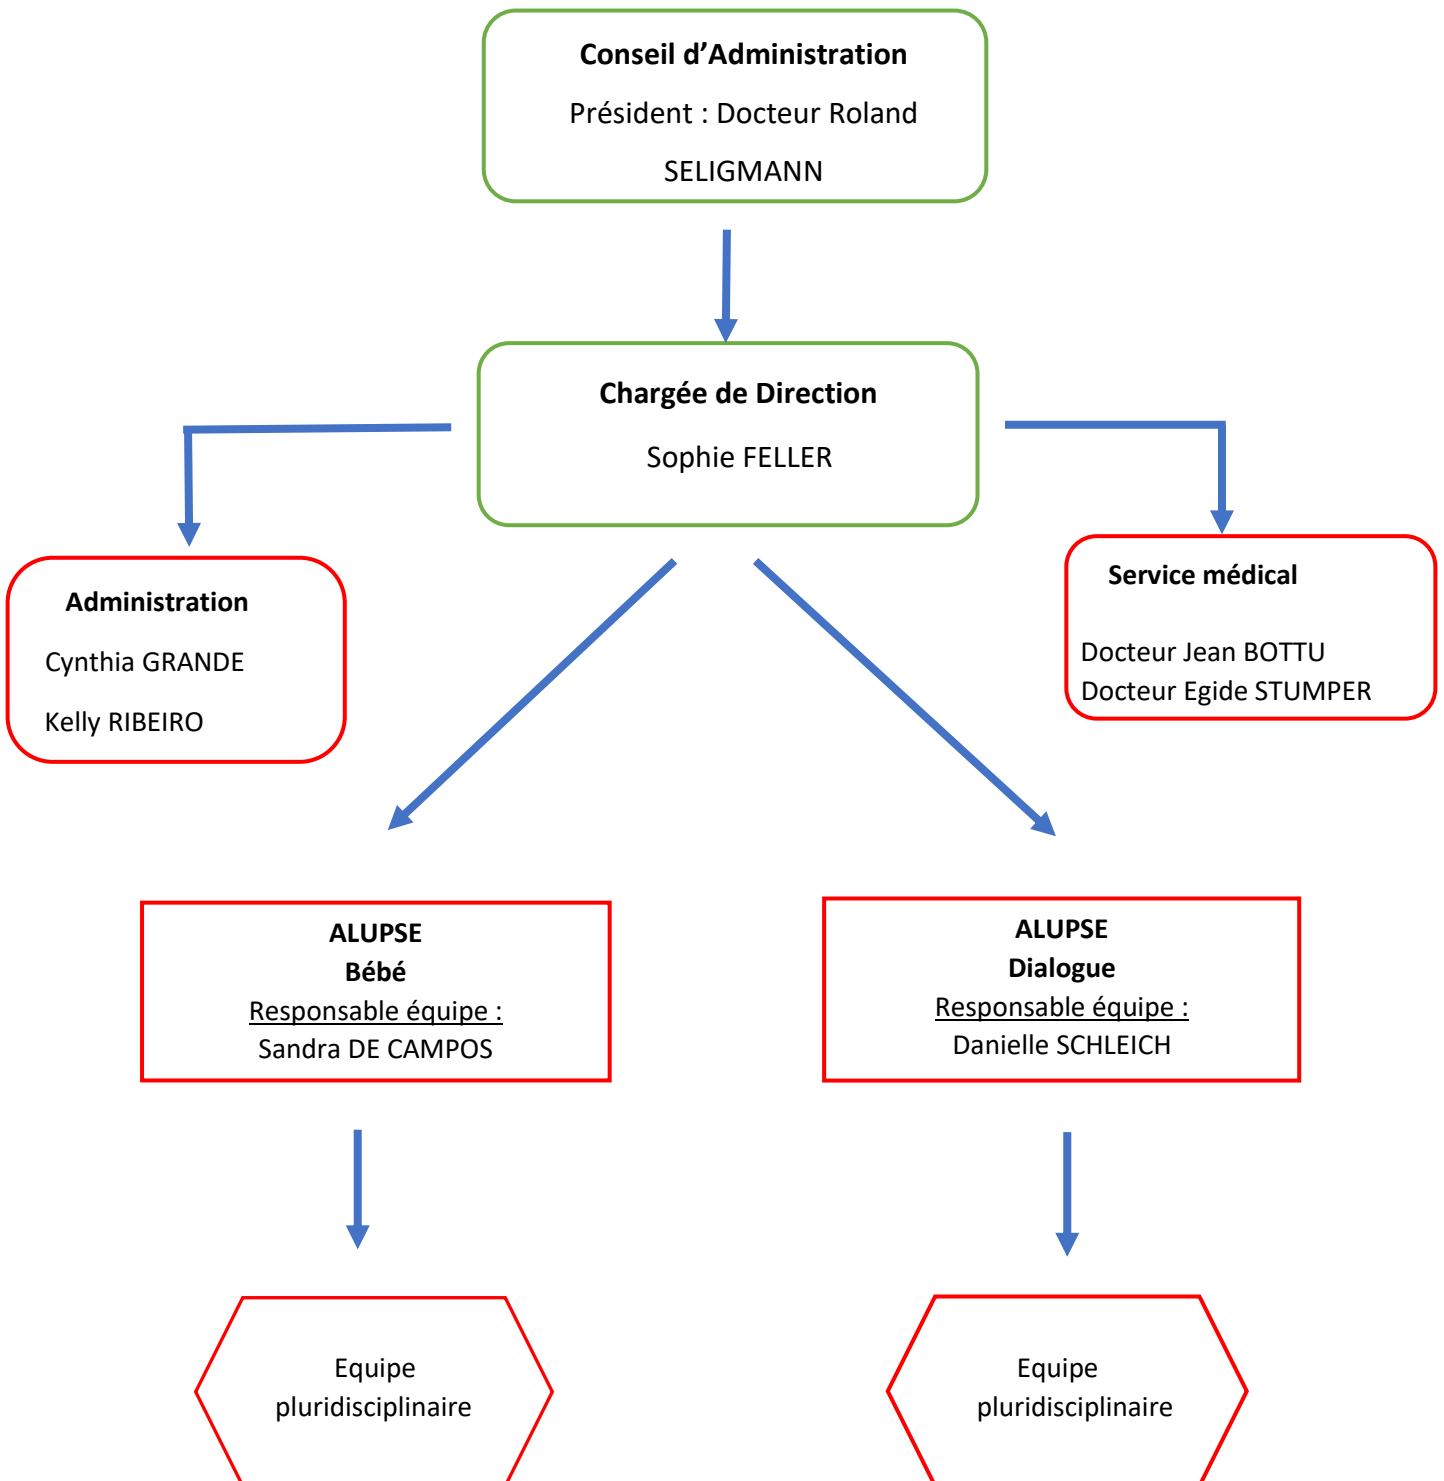 Conseil d’Administration
Président : Docteur Roland
SELIGMANN
Chargée de Direction
Sophie FELLER
Administration
Cynthia GRANDE
Kelly RIBEIRO
Service médical
Docteur Jean BOTTU
Docteur Egide STUMPER
ALUPSE
Bébé
Responsable équipe :
Sandra DE CAMPOS
ALUPSE
Dialogue
Responsable équipe :
Danielle SCHLEICH
Equipe
pluridisciplinaire
Equipe
pluridisciplinaire